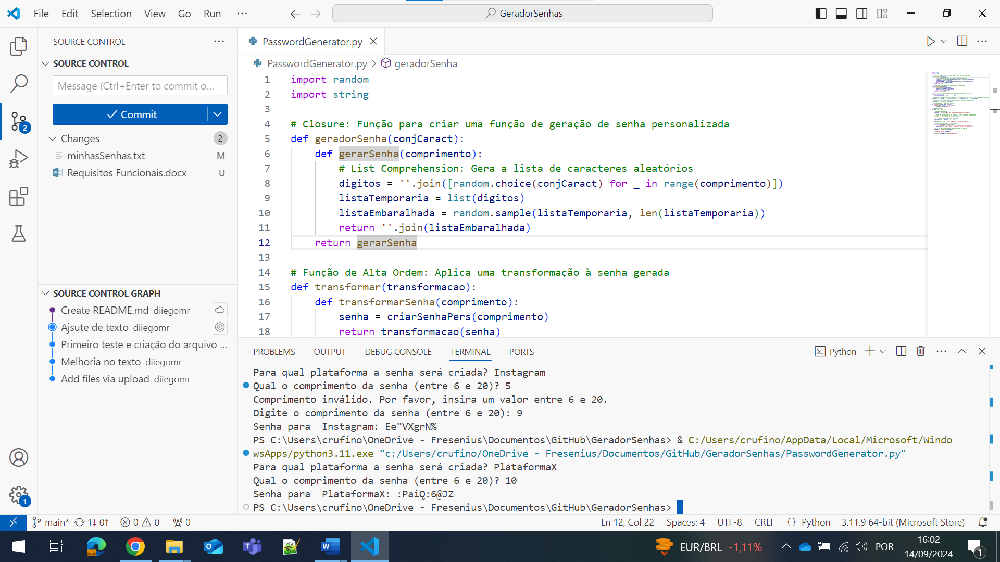 File Edit Selection View Go Run ···
GeradorSenhas
SOURCE CONTROL
SOURCE CONTROL
Message (Ctrl+Enter to commit o...
Commit
Changes 2
minhasSenhas.txt M
Requisitos Funcionais.docx U
SOURCE CONTROL GRAPH
Create README.md diiegomr
Ajsute de texto diiegomr
Primeiro teste e criação do arquivo ...
Melhoria no texto diiegomr
Add files via upload diiegomr
2
1
PasswordGenerator.py
PasswordGenerator.py > geradorSenha
1 import random
2 import string
3
4 # Closure: Função para criar uma função de geração de senha personalizada
5 def geradorSenha(conjCaract):
6 def gerarSenha(comprimento):
7 # List Comprehension: Gera a lista de caracteres aleatórios
8 digitos = ''.join([random.choice(conjCaract) for _ in range(comprimento)])
9 listaTemporaria = list(digitos)
10 listaEmbaralhada = random.sample(listaTemporaria, len(listaTemporaria))
11 return ''.join(listaEmbaralhada)
12 return gerarSenha
13
14 # Função de Alta Ordem: Aplica uma transformação à senha gerada
15 def transformar(transformacao):
16 def transformarSenha(comprimento):
17 senha = criarSenhaPers(comprimento)
18 return transformacao(senha)
PROBLEMS OUTPUT DEBUG CONSOLE TERMINAL PORTS
Python
Para qual plataforma a senha será criada? Instagram
Qual o comprimento da senha (entre 6 e 20)? 5
Comprimento inválido. Por favor, insira um valor entre 6 e 20.
Digite o comprimento da senha (entre 6 e 20): 9
Senha para  Instagram: Ee"VXgrN%
PS C:\Users\crufino\OneDrive - Fresenius\Documentos\GitHub\GeradorSenhas> & C:/Users/crufino/AppData/Local/Microsoft/Windo
wsApps/python3.11.exe "c:/Users/crufino/OneDrive - Fresenius/Documentos/GitHub/GeradorSenhas/PasswordGenerator.py"
Para qual plataforma a senha será criada? PlataformaX
Qual o comprimento da senha (entre 6 e 20)? 10
Senha para  PlataformaX: :PaiQ:6@JZ
PS C:\Users\crufino\OneDrive - Fresenius\Documentos\GitHub\GeradorSenhas>
main* 1↓ 0↑ 0 0 0
Ln 12, Col 22 Spaces: 4 UTF-8 CRLF {} Python 3.11.9 64-bit (Microsoft Store)
EUR/BRL -1,11%
POR
16:02
14/09/2024
1